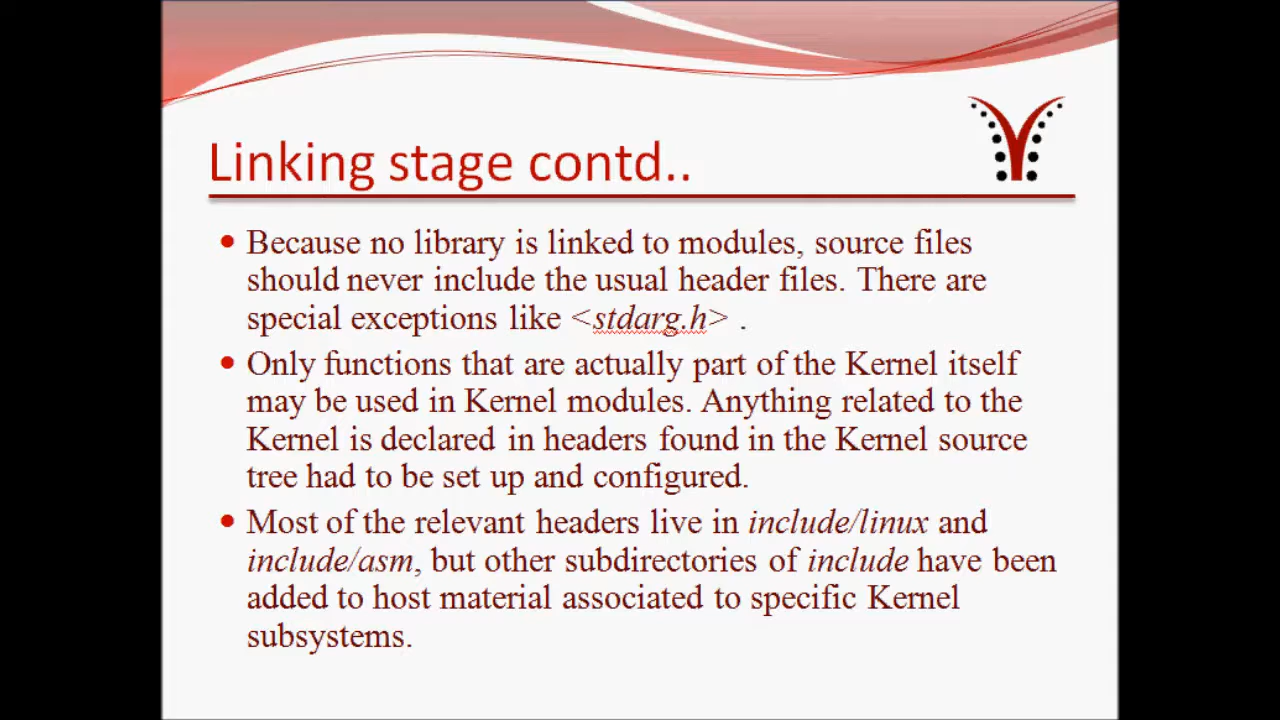 Linking stage contd..
• Because no library is linked to modules, source files
should never include the usual header files. There are
special exceptions like <stdarg.h> .
• Only functions that are actually part of the Kernel itself
may be used in Kernel modules. Anything related to the
Kernel is declared in headers found in the Kernel source
tree had to be set up and configured.
• Most of the relevant headers live in include/linux and
include/asm, but other subdirectories of include have been
added to host material associated to specific Kernel
subsystems.